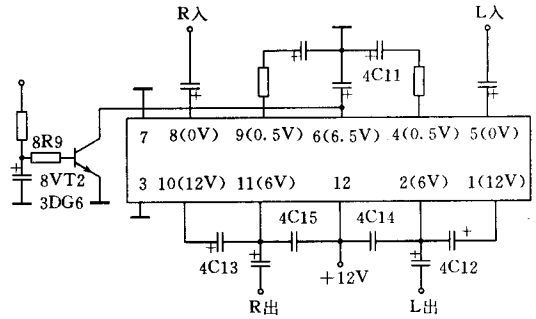 R入
L入
4C11
8R9
7
8(0V)
9(0.5V)
6(6.5V)
4(0.5V)
5(0V)
8VT2
3DG6
3
10(12V)
11(6V)
12
2(6V)
1(12V)
4C13
4C15
4C14
4C12
+12V
R出
L出